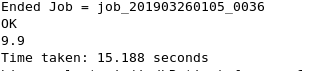 Ended Job = job_201903260105_0036
OK
9.9
Time taken: 15.188 seconds